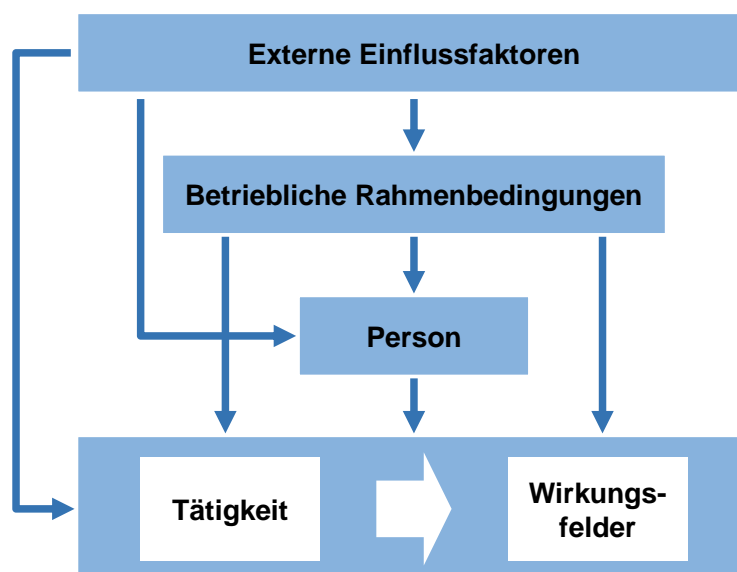 Externe Einflussfaktoren
Betriebliche Rahmenbedingungen
Person
Tätigkeit
Wirkungs-
felder